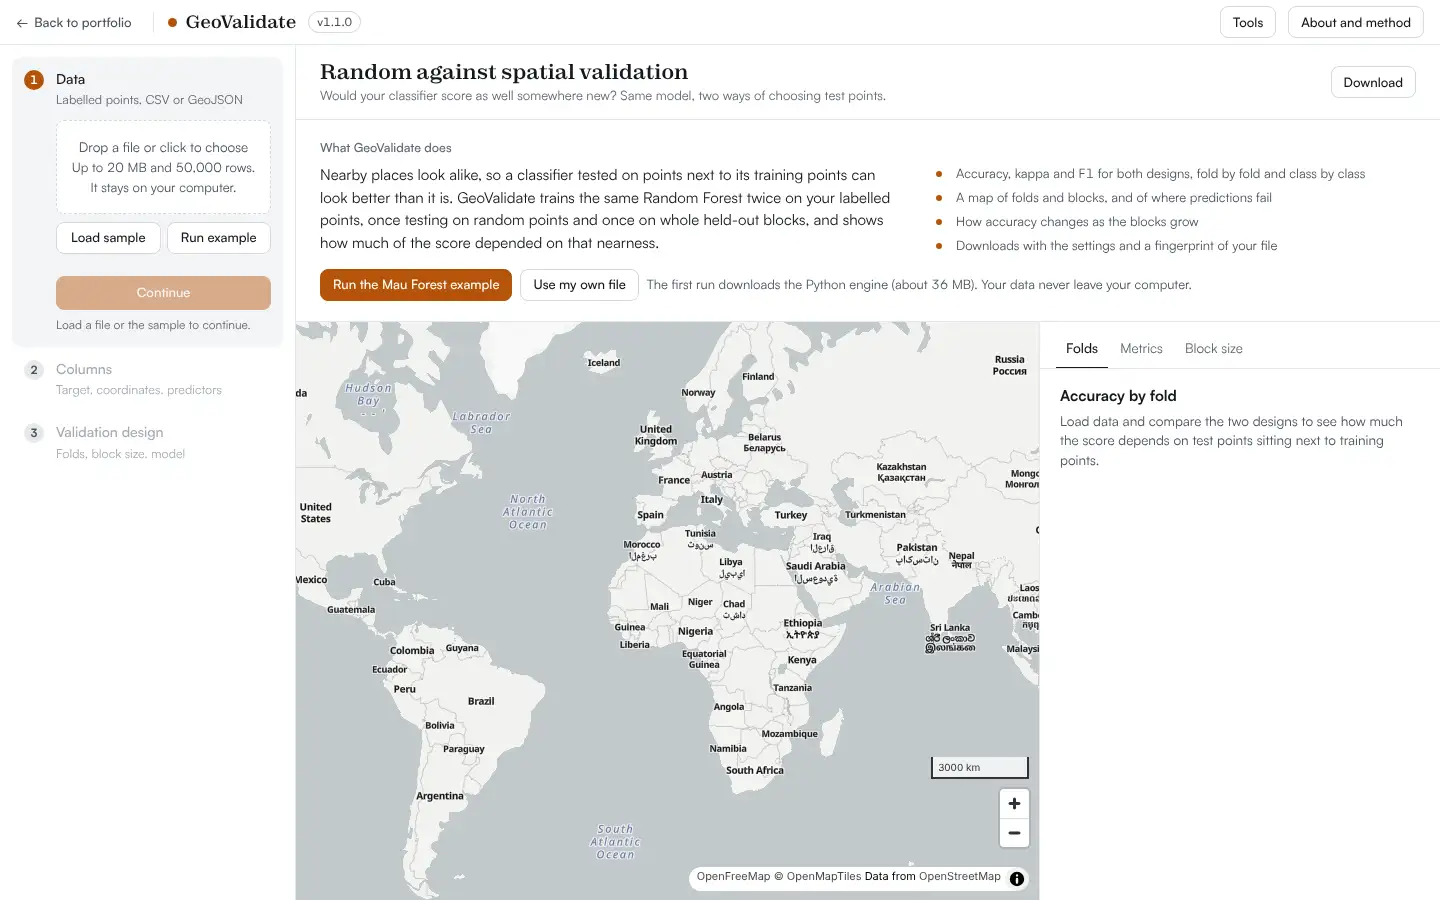 ← Back to portfolio
GeoValidate
v1.1.0
Tools
About and method
1
Data
Labelled points, CSV or GeoJSON
Drop a file or click to choose
Up to 20 MB and 50,000 rows.
It stays on your computer.
Load sample
Run example
Continue
Load a file or the sample to continue.
2
Columns
Target, coordinates, predictors
3
Validation design
Folds, block size, model
Random against spatial validation
Would your classifier score as well somewhere new? Same model, two ways of choosing test points.
Download
What GeoValidate does
Nearby places look alike, so a classifier tested on points next to its training points can
look better than it is. GeoValidate trains the same Random Forest twice on your labelled
points, once testing on random points and once on whole held-out blocks, and shows
how much of the score depended on that nearness.
Accuracy, kappa and F1 for both designs, fold by fold and class by class
A map of folds and blocks, and of where predictions fail
How accuracy changes as the blocks grow
Downloads with the settings and a fingerprint of your file
Run the Mau Forest example
Use my own file
The first run downloads the Python engine (about 36 MB). Your data never leave your computer.
Iceland
Russia
Россия
Finland
Norway
da
Hudson
Bay
Labrador
Sea
United
Kingdom
Belarus
Беларусь
Kazakhstan
Қазақстан
Mongo
Монгол
France
Austria
Italy
Spain
Turkey
Turkmenistan
North
Atlantic
Ocean
United
States
Tunisia
تونس
Morocco
المغرب
Iraq
العراق
Pakistan
پاکستان
Nepal
नेपाल
Libya
ليبيا
Saudi Arabia
السعودية
Arabian
Sea
Mexico
Cuba
Guatemala
Mali
Niger
Chad
تشاد
Laos
Camb
Guinea
Liberia
Nigeria
Ethiopia
ኢትዮጵያ
Sri Lanka
ශ්‍රී ලංකාව
இலங்கை
Malaysi
Colombia
Guyana
Equatorial
Guinea
Kenya
Ecuador
Peru
Brazil
Tanzania
Angola
Bolivia
Mozambique
Paraguay
Namibia
South Africa
Argentina
South
Atlantic
Ocean
3000 km
+
−
OpenFreeMap © OpenMapTiles Data from OpenStreetMap
Folds
Metrics
Block size
Accuracy by fold
Load data and compare the two designs to see how much
the score depends on test points sitting next to training
points.